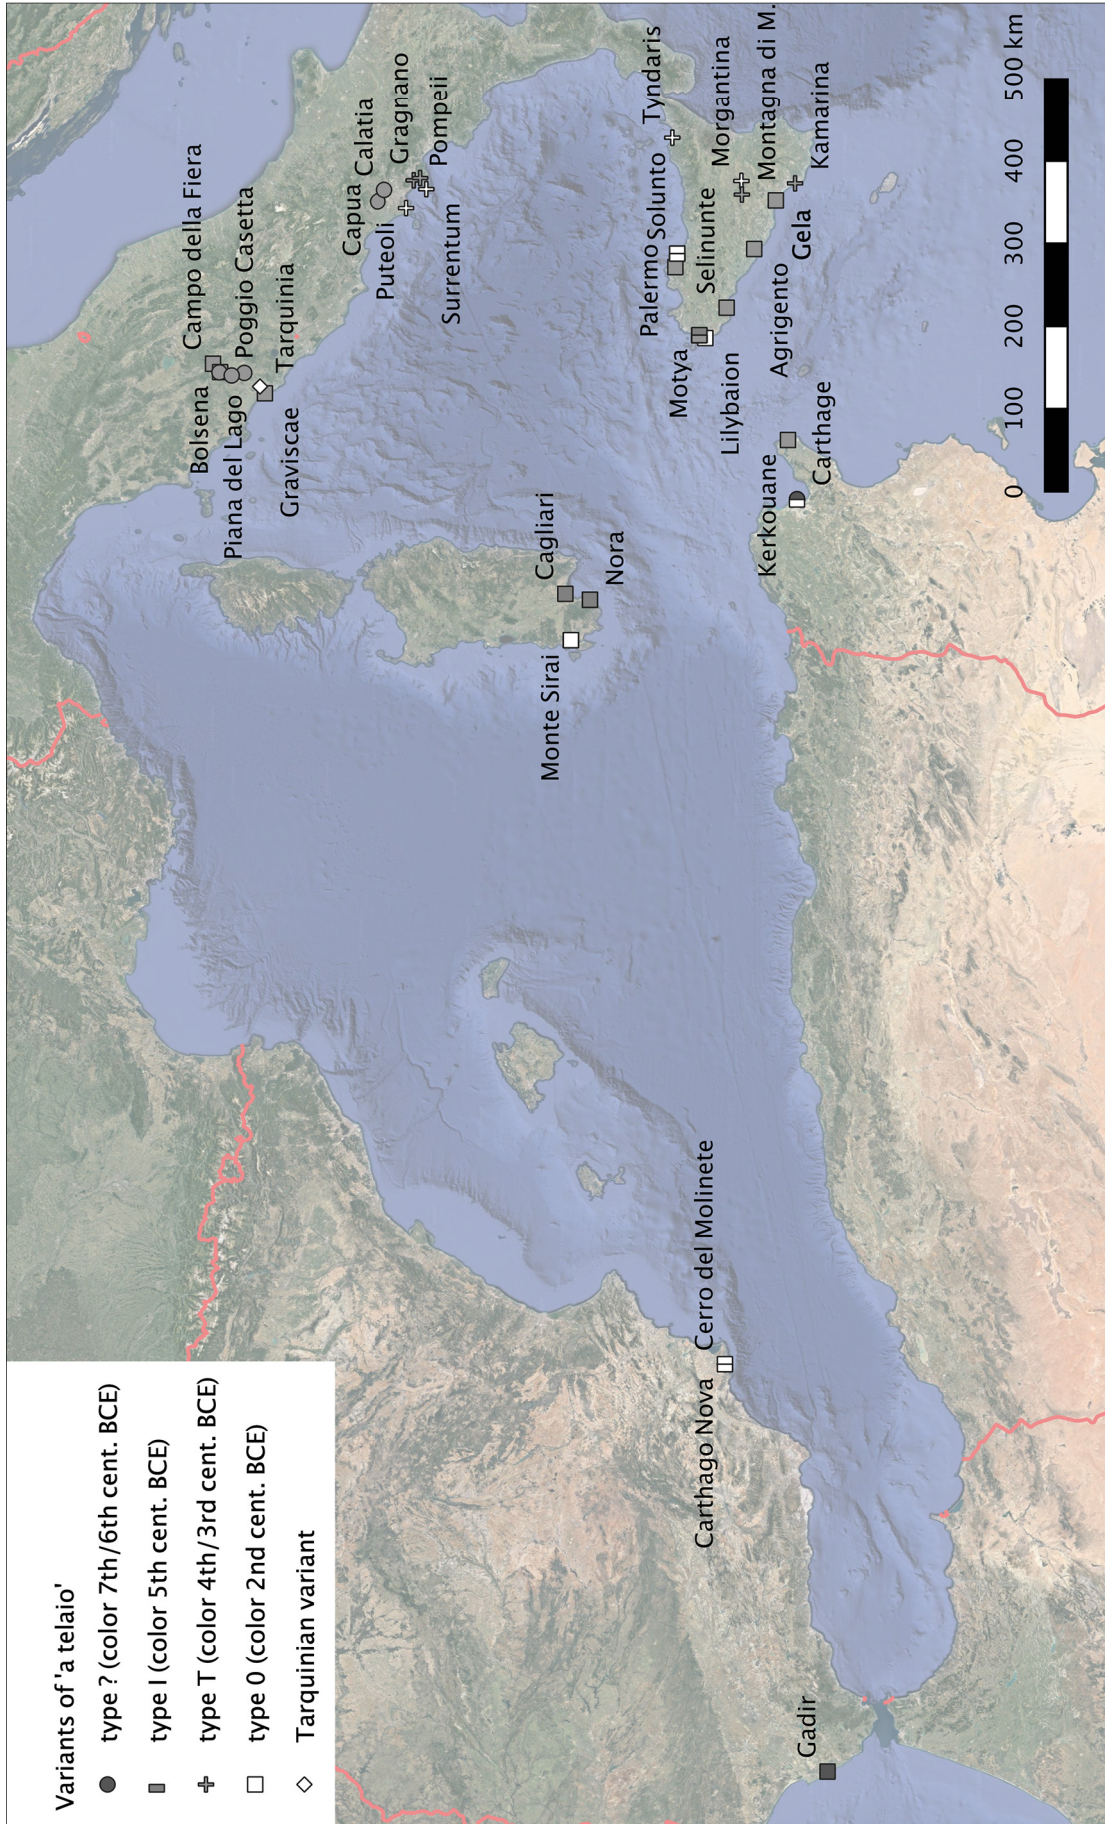 Variants of 'a telaio'
type ? (color 7th/6th cent. BCE)
type I (color 5th cent. BCE)
type T (color 4th/3rd cent. BCE)
type 0 (color 2nd cent. BCE)
Tarquinian variant
Campo della Fiera
Bolsena
Poggio Casetta
Piana del Lago
Tarquinia
Graviscae
Capua
Calatia
Puteoli
Gragnano
Pompeii
Surrentum
Cagliari
Monte Sirai
Nora
Tyndaris
Palermo
Solunto
Motya
Selinunte
Morgantina
Lilybaion
Montagna di M.
Agrigento
Gela
Kamarina
Kerkouane
Carthage
Carthago Nova
Cerro del Molinete
Gadir
0
100
200
300
400
500 km